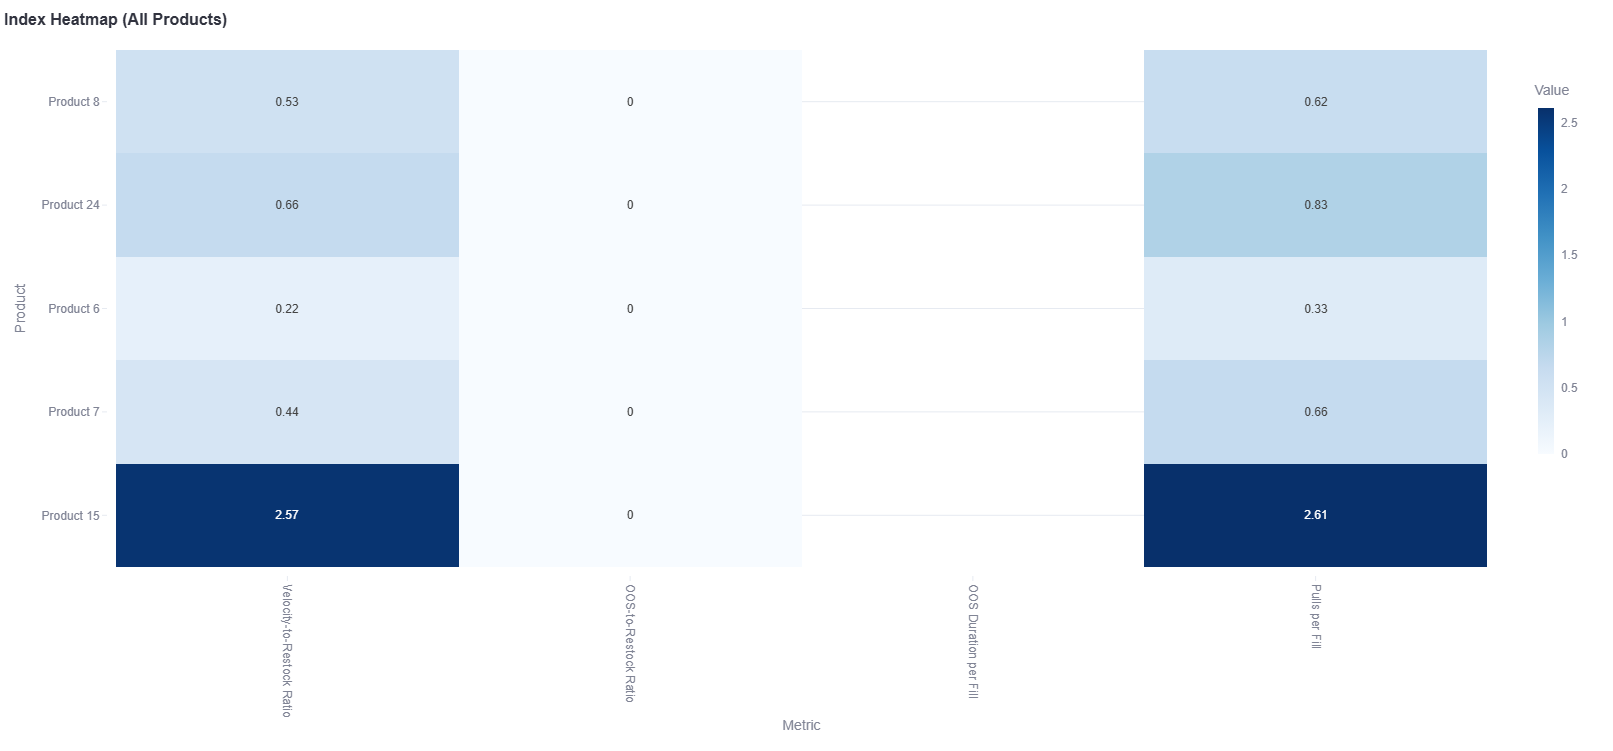 Index Heatmap (All Products)
Value
2.5
2
1.5
1
0.5
0
Product
Product 8
0.53
0
0.62
Product 24
0.66
0
0.83
Product 6
0.22
0
0.33
Product 7
0.44
0
0.66
Product 15
2.57
0
2.61
Velocity-to-Restock Ratio
OOS-to-Restock Ratio
OOS Duration per Fill
Pulls per Fill
Metric